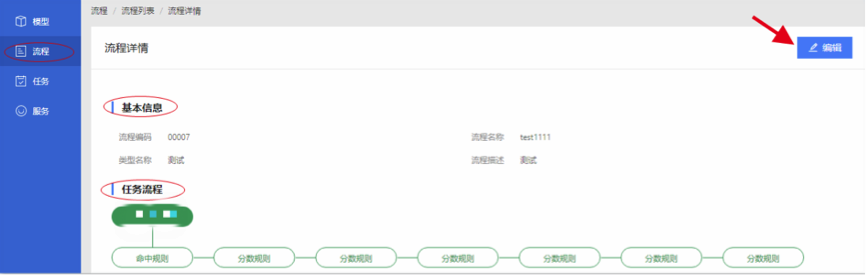 流程 / 流程列表 / 流程详情
模型
流程
任务
服务
流程详情
编辑
基本信息
流程编码 00007
流程名称 test1111
类型名称 测试
流程描述 测试
任务流程
命中规则 分数规则 分数规则 分数规则 分数规则 分数规则 分数规则